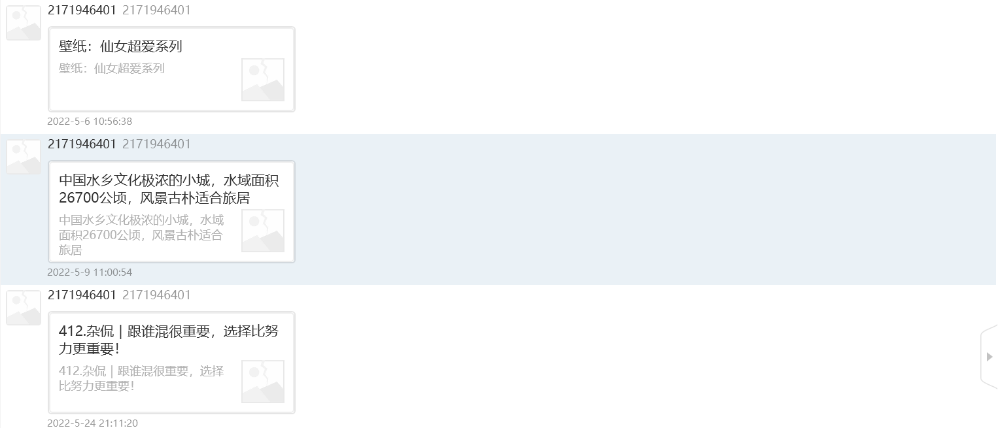 2171946401 2171946401
壁纸：仙女超爱系列
壁纸：仙女超爱系列
2022-5-6 10:56:38
2171946401 2171946401
中国水乡文化极浓的小城，水域面积
26700公顷，风景古朴适合旅居
中国水乡文化极浓的小城，水域
面积26700公顷，风景古朴适合
旅居
2022-5-9 11:00:54
2171946401 2171946401
412.杂侃 | 跟谁混很重要，选择比努
力更重要！
412.杂侃 | 跟谁混很重要，选择
比努力更重要！
2022-5-24 21:11:20